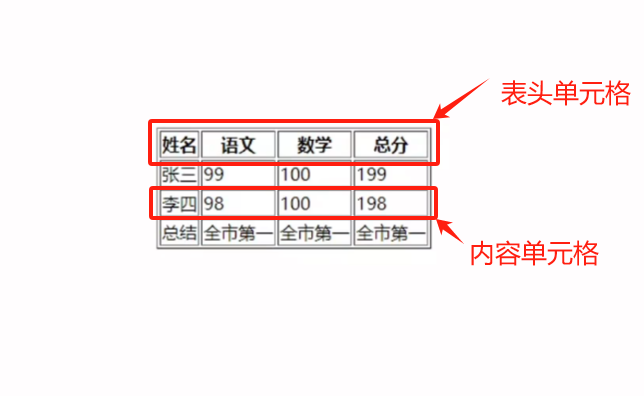 表头单元格
姓名 语文 数学 总分
张三 99 100 199
李四 98 100 198
总结 全市第一 全市第一 全市第一
内容单元格